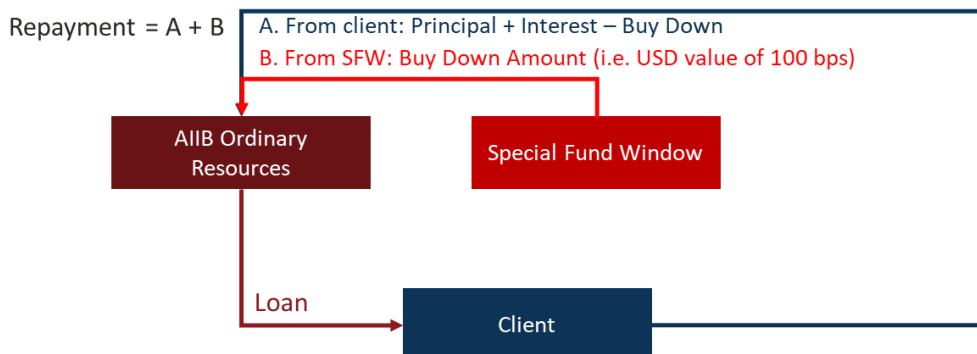 Repayment = A + B
A. From client: Principal + Interest – Buy Down
B. From SFW: Buy Down Amount (i.e. USD value of 100 bps)
AIIB Ordinary
Resources
Special Fund Window
Loan
Client